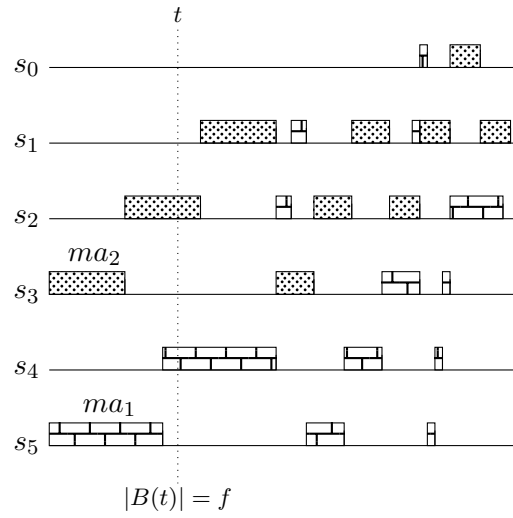 t
s₀
s₁
s₂
ma₂
s₃
s₄
ma₁
s₅
|B(t)| = f